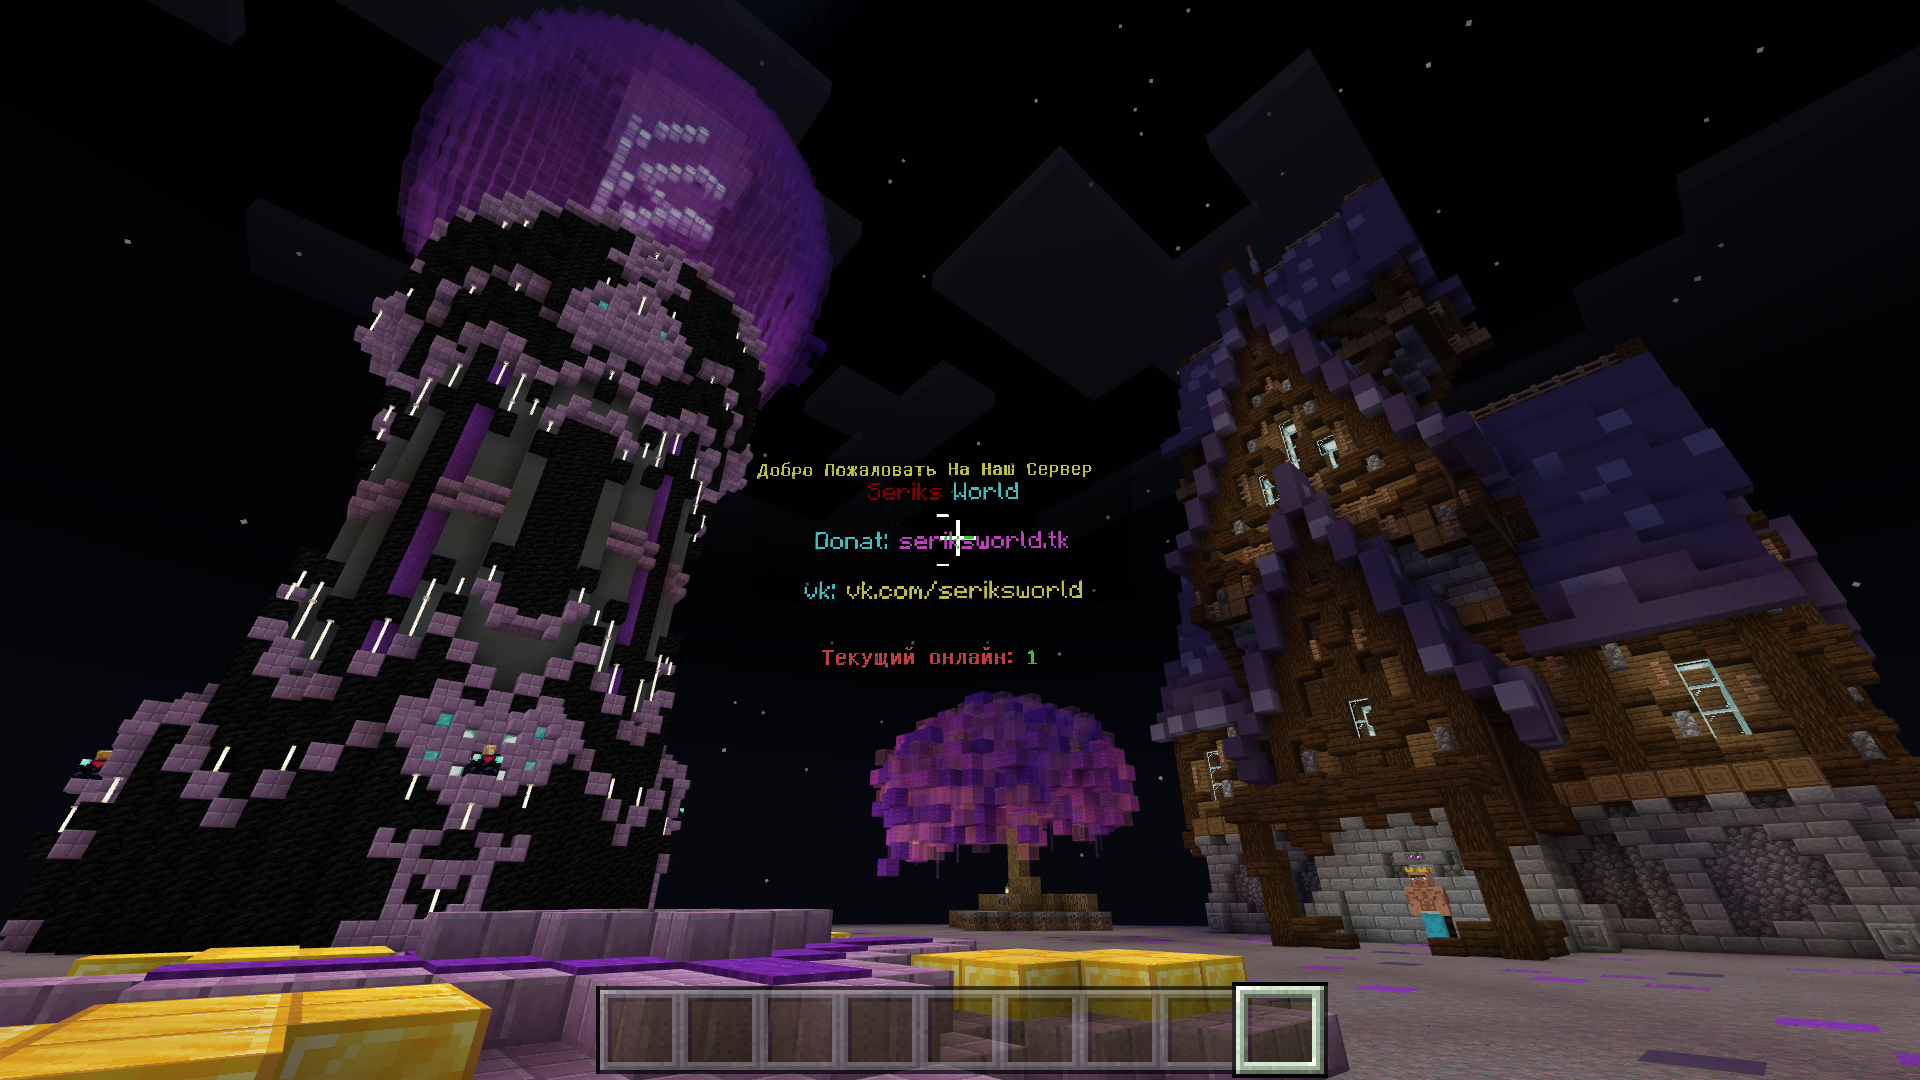 Добро Пожаловать На Наш Сервер
Seriks World
Donat: seriksworld.tk
vk: vk.com/seriksworld
Текущий онлайн: 1